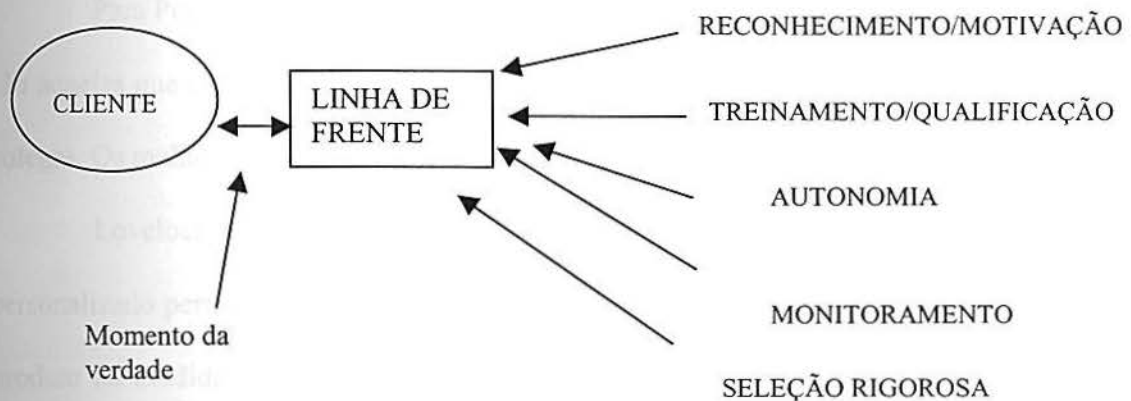 RECONHECIMENTO/MOTIVAÇÃO
CLIENTE
LINHA DE
FRENTE
TREINAMENTO/QUALIFICAÇÃO
AUTONOMIA
MONITORAMENTO
Momento da
verdade
SELEÇÃO RIGOROSA